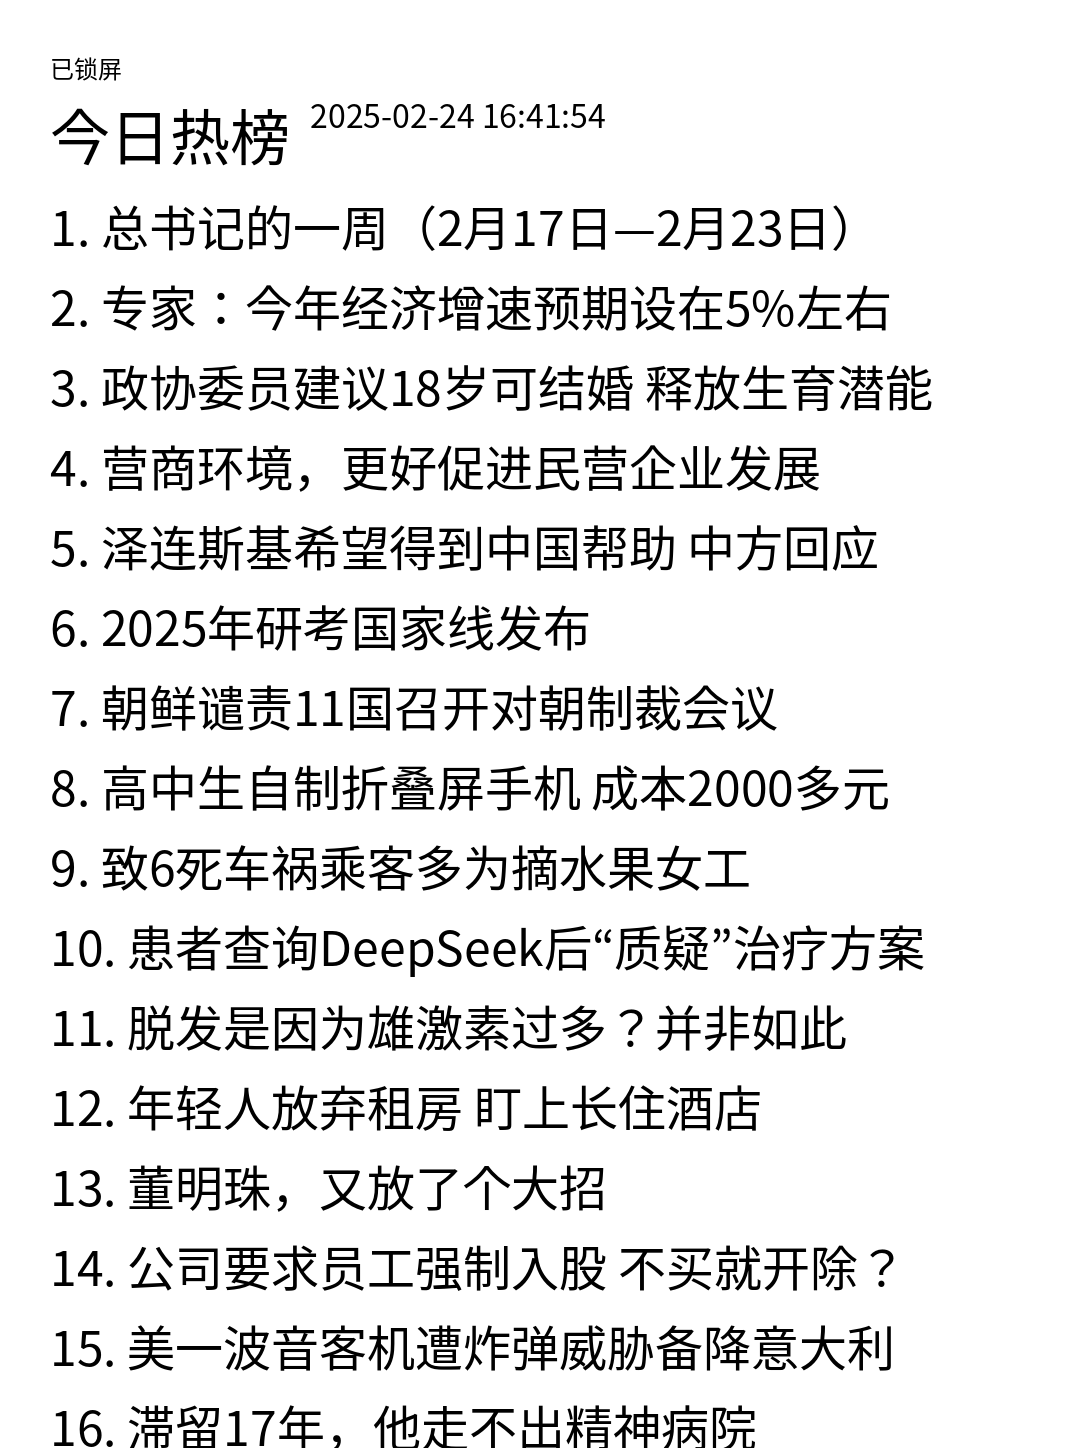 已锁屏
今日热榜 2025-02-24 16:41:54
1. 总书记的一周（2月17日—2月23日）
2. 专家：今年经济增速预期设在5%左右
3. 政协委员建议18岁可结婚 释放生育潜能
4. 营商环境，更好促进民营企业发展
5. 泽连斯基希望得到中国帮助 中方回应
6. 2025年研考国家线发布
7. 朝鲜谴责11国召开对朝制裁会议
8. 高中生自制折叠屏手机 成本2000多元
9. 致6死车祸乘客多为摘水果女工
10. 患者查询DeepSeek后“质疑”治疗方案
11. 脱发是因为雄激素过多？并非如此
12. 年轻人放弃租房 盯上长住酒店
13. 董明珠，又放了个大招
14. 公司要求员工强制入股 不买就开除？
15. 美一波音客机遭炸弹威胁备降意大利
16. 滞留17年，他走不出精神病院